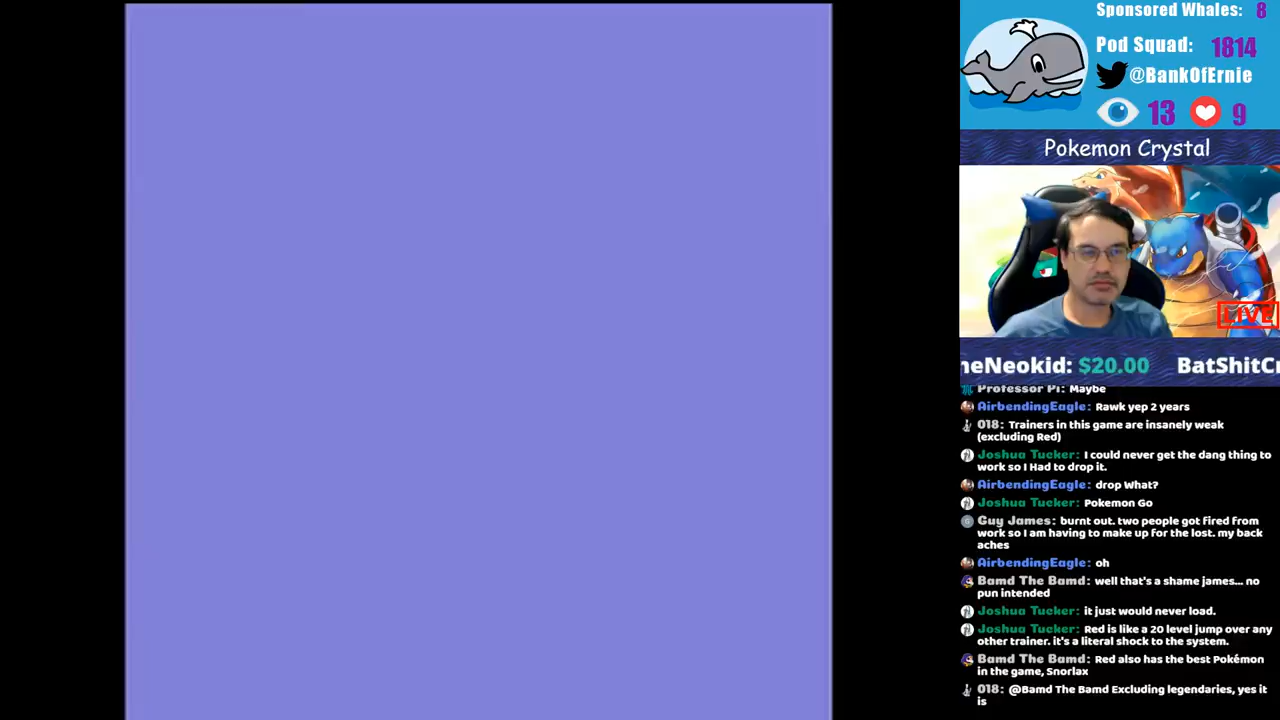 Sponsored Whales: 8
Pod Squad: 1814
@BankOfErnie
13 9
Pokemon Crystal
LIVE
neNeokid: $20.00 BatShitCr
Professor Pi: Maybe
AirbendingEagle: Rawk yep 2 years
018: Trainers in this game are insanely weak
(excluding Red)
Joshua Tucker: I could never get the dang thing to
work so I Had to drop it.
AirbendingEagle: drop What?
Joshua Tucker: Pokemon Go
Guy James: burnt out. two people got fired from
work so I am having to make up for the lost. my back
aches
AirbendingEagle: oh
Bamd The Bamd: well that's a shame james... no
pun intended
Joshua Tucker: it just would never load.
Joshua Tucker: Red is like a 20 level jump over any
other trainer. it's a literal shock to the system.
Bamd The Bamd: Red also has the best Pokémon
in the game, Snorlax
018: @Bamd The Bamd Excluding legendaries, yes it
is